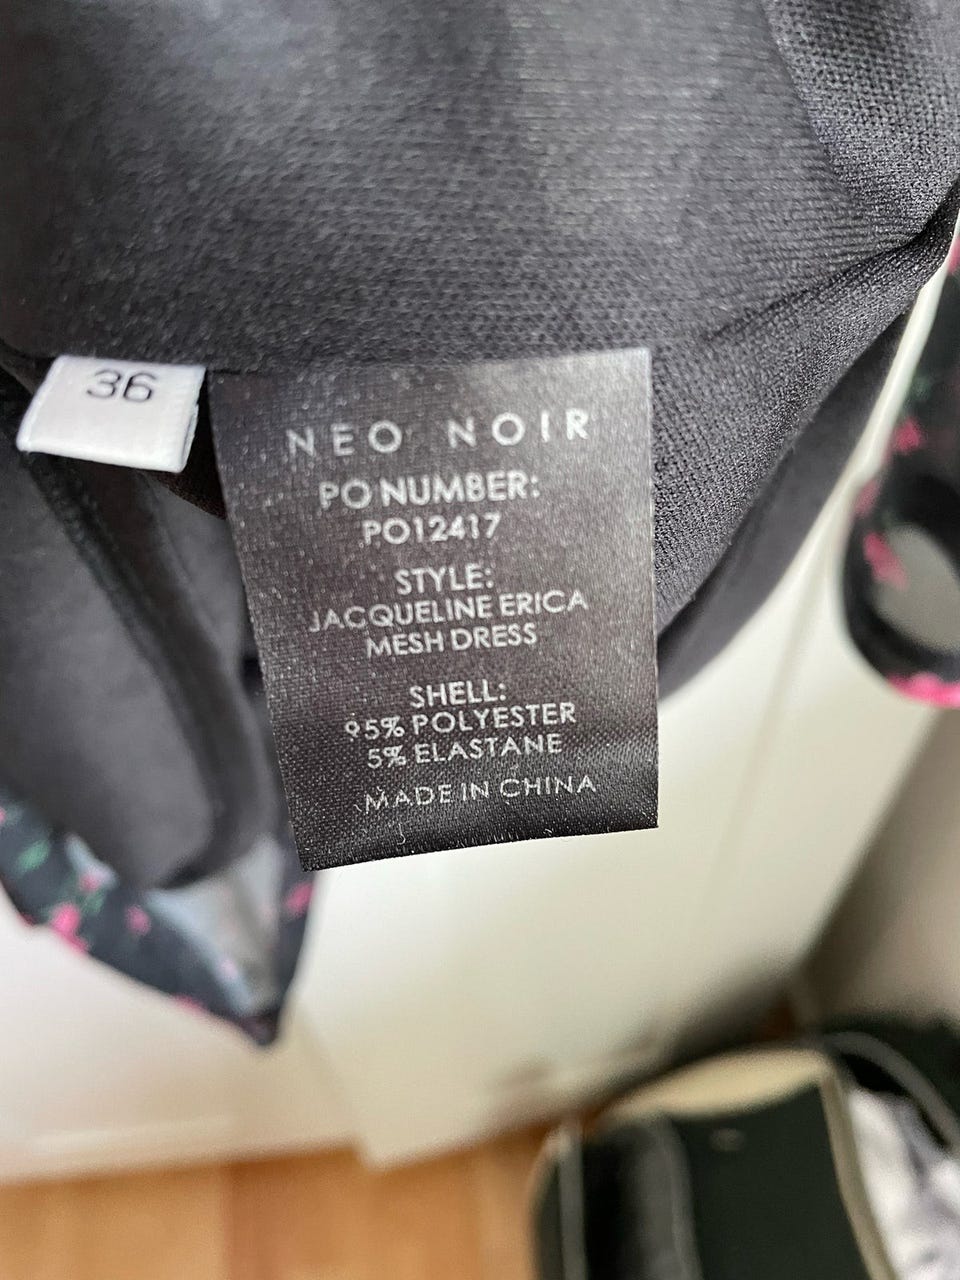 36
NEO NOIR
PO NUMBER:
PO12417
STYLE:
JACQUELINE ERICA
MESH DRESS
SHELL:
95% POLYESTER
5% ELASTANE
MADE IN CHINA